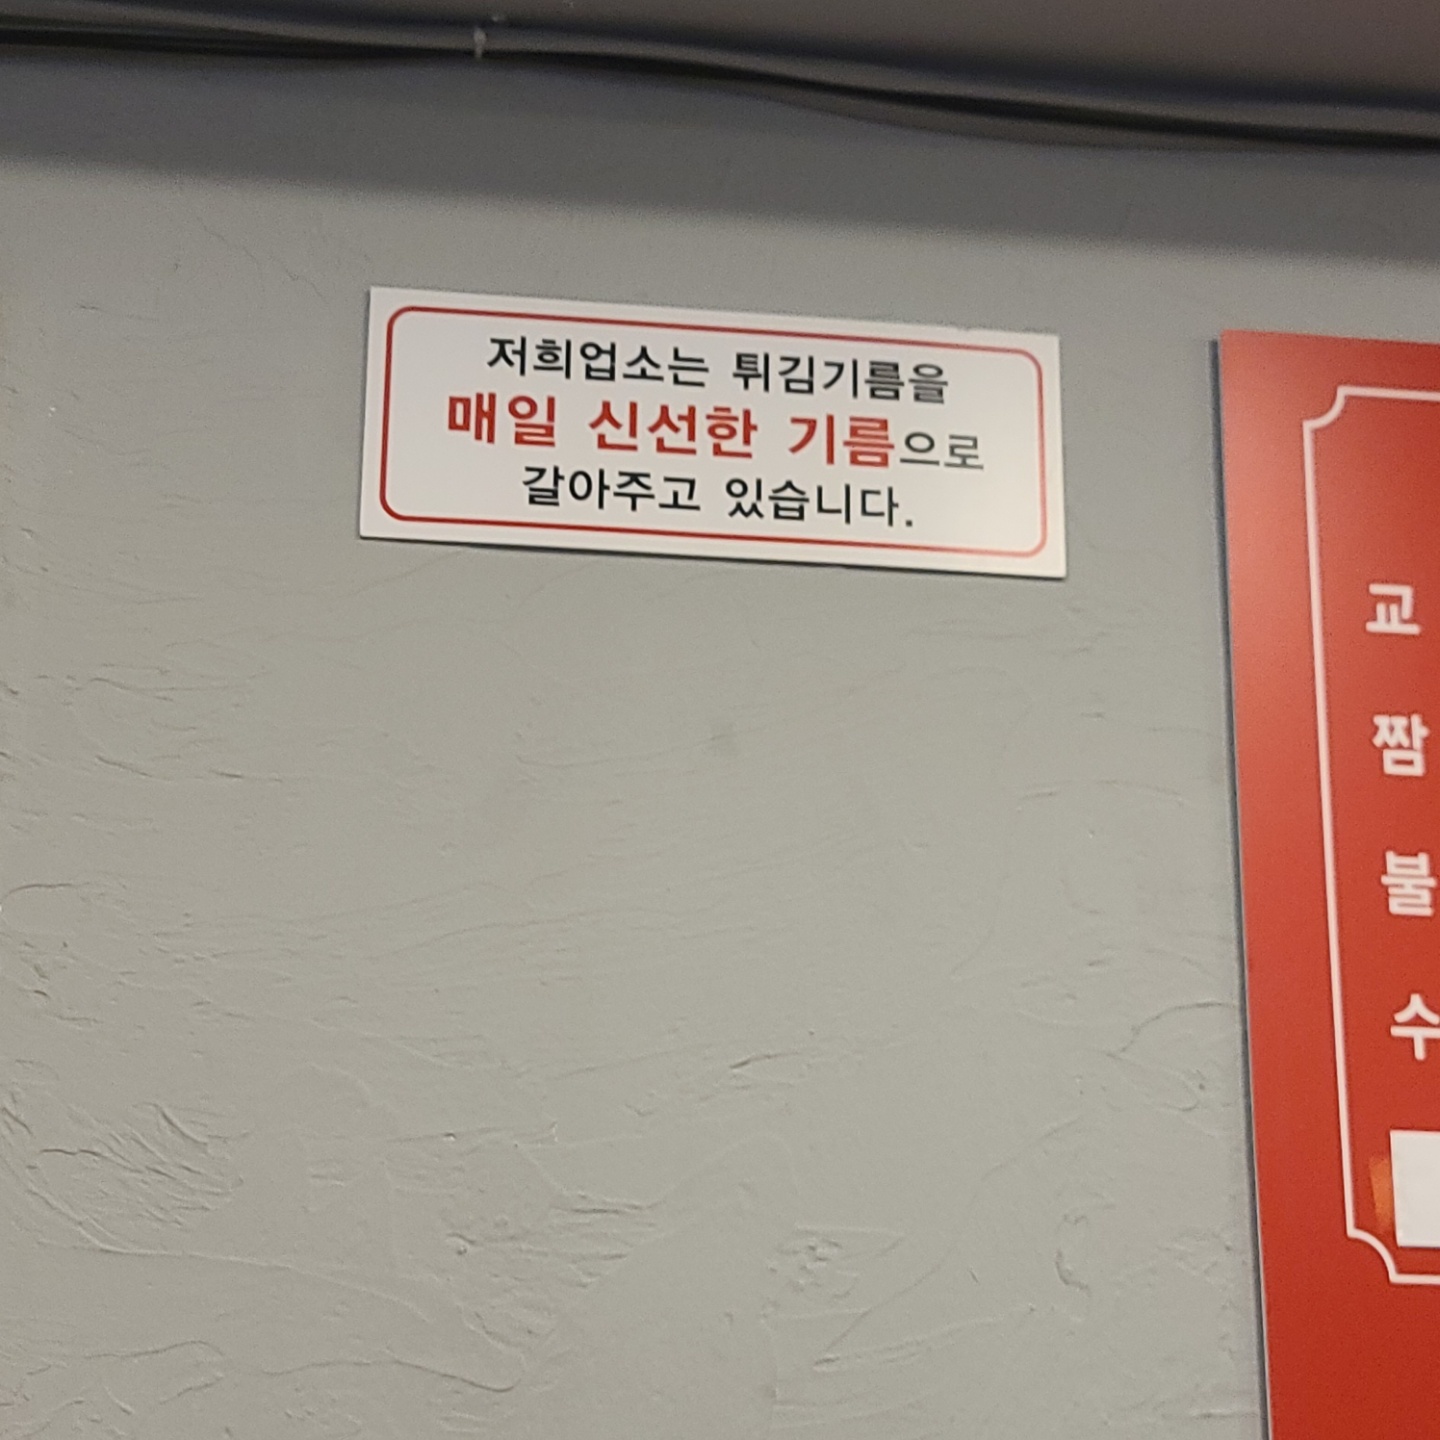 저희업소는 튀김기름을
매일 신선한 기름으로
갈아주고 있습니다.
교
짬
불
수